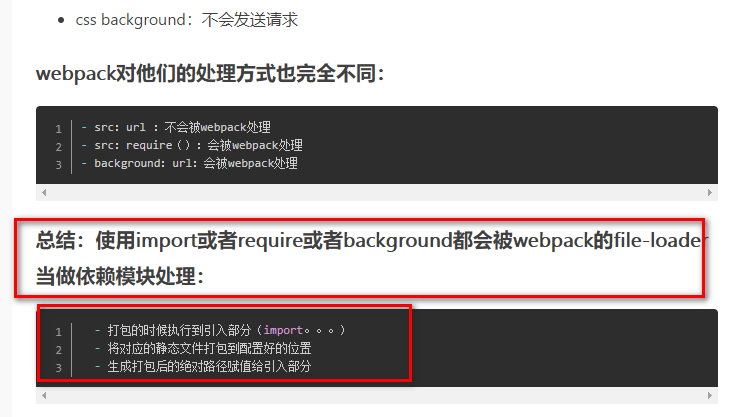 css background：不会发送请求
webpack对他们的处理方式也完全不同：
1 - src：url ：不会被webpack处理
2 - src：require（）：会被webpack处理
3 - background：url：会被webpack处理
总结：使用import或者require或者background都会被webpack的file-loader
当做依赖模块处理：
1 - 打包的时候执行到引入部分（import。。。）
2 - 将对应的静态文件打包到配置好的位置
3 - 生成打包后的绝对路径赋值给引入部分